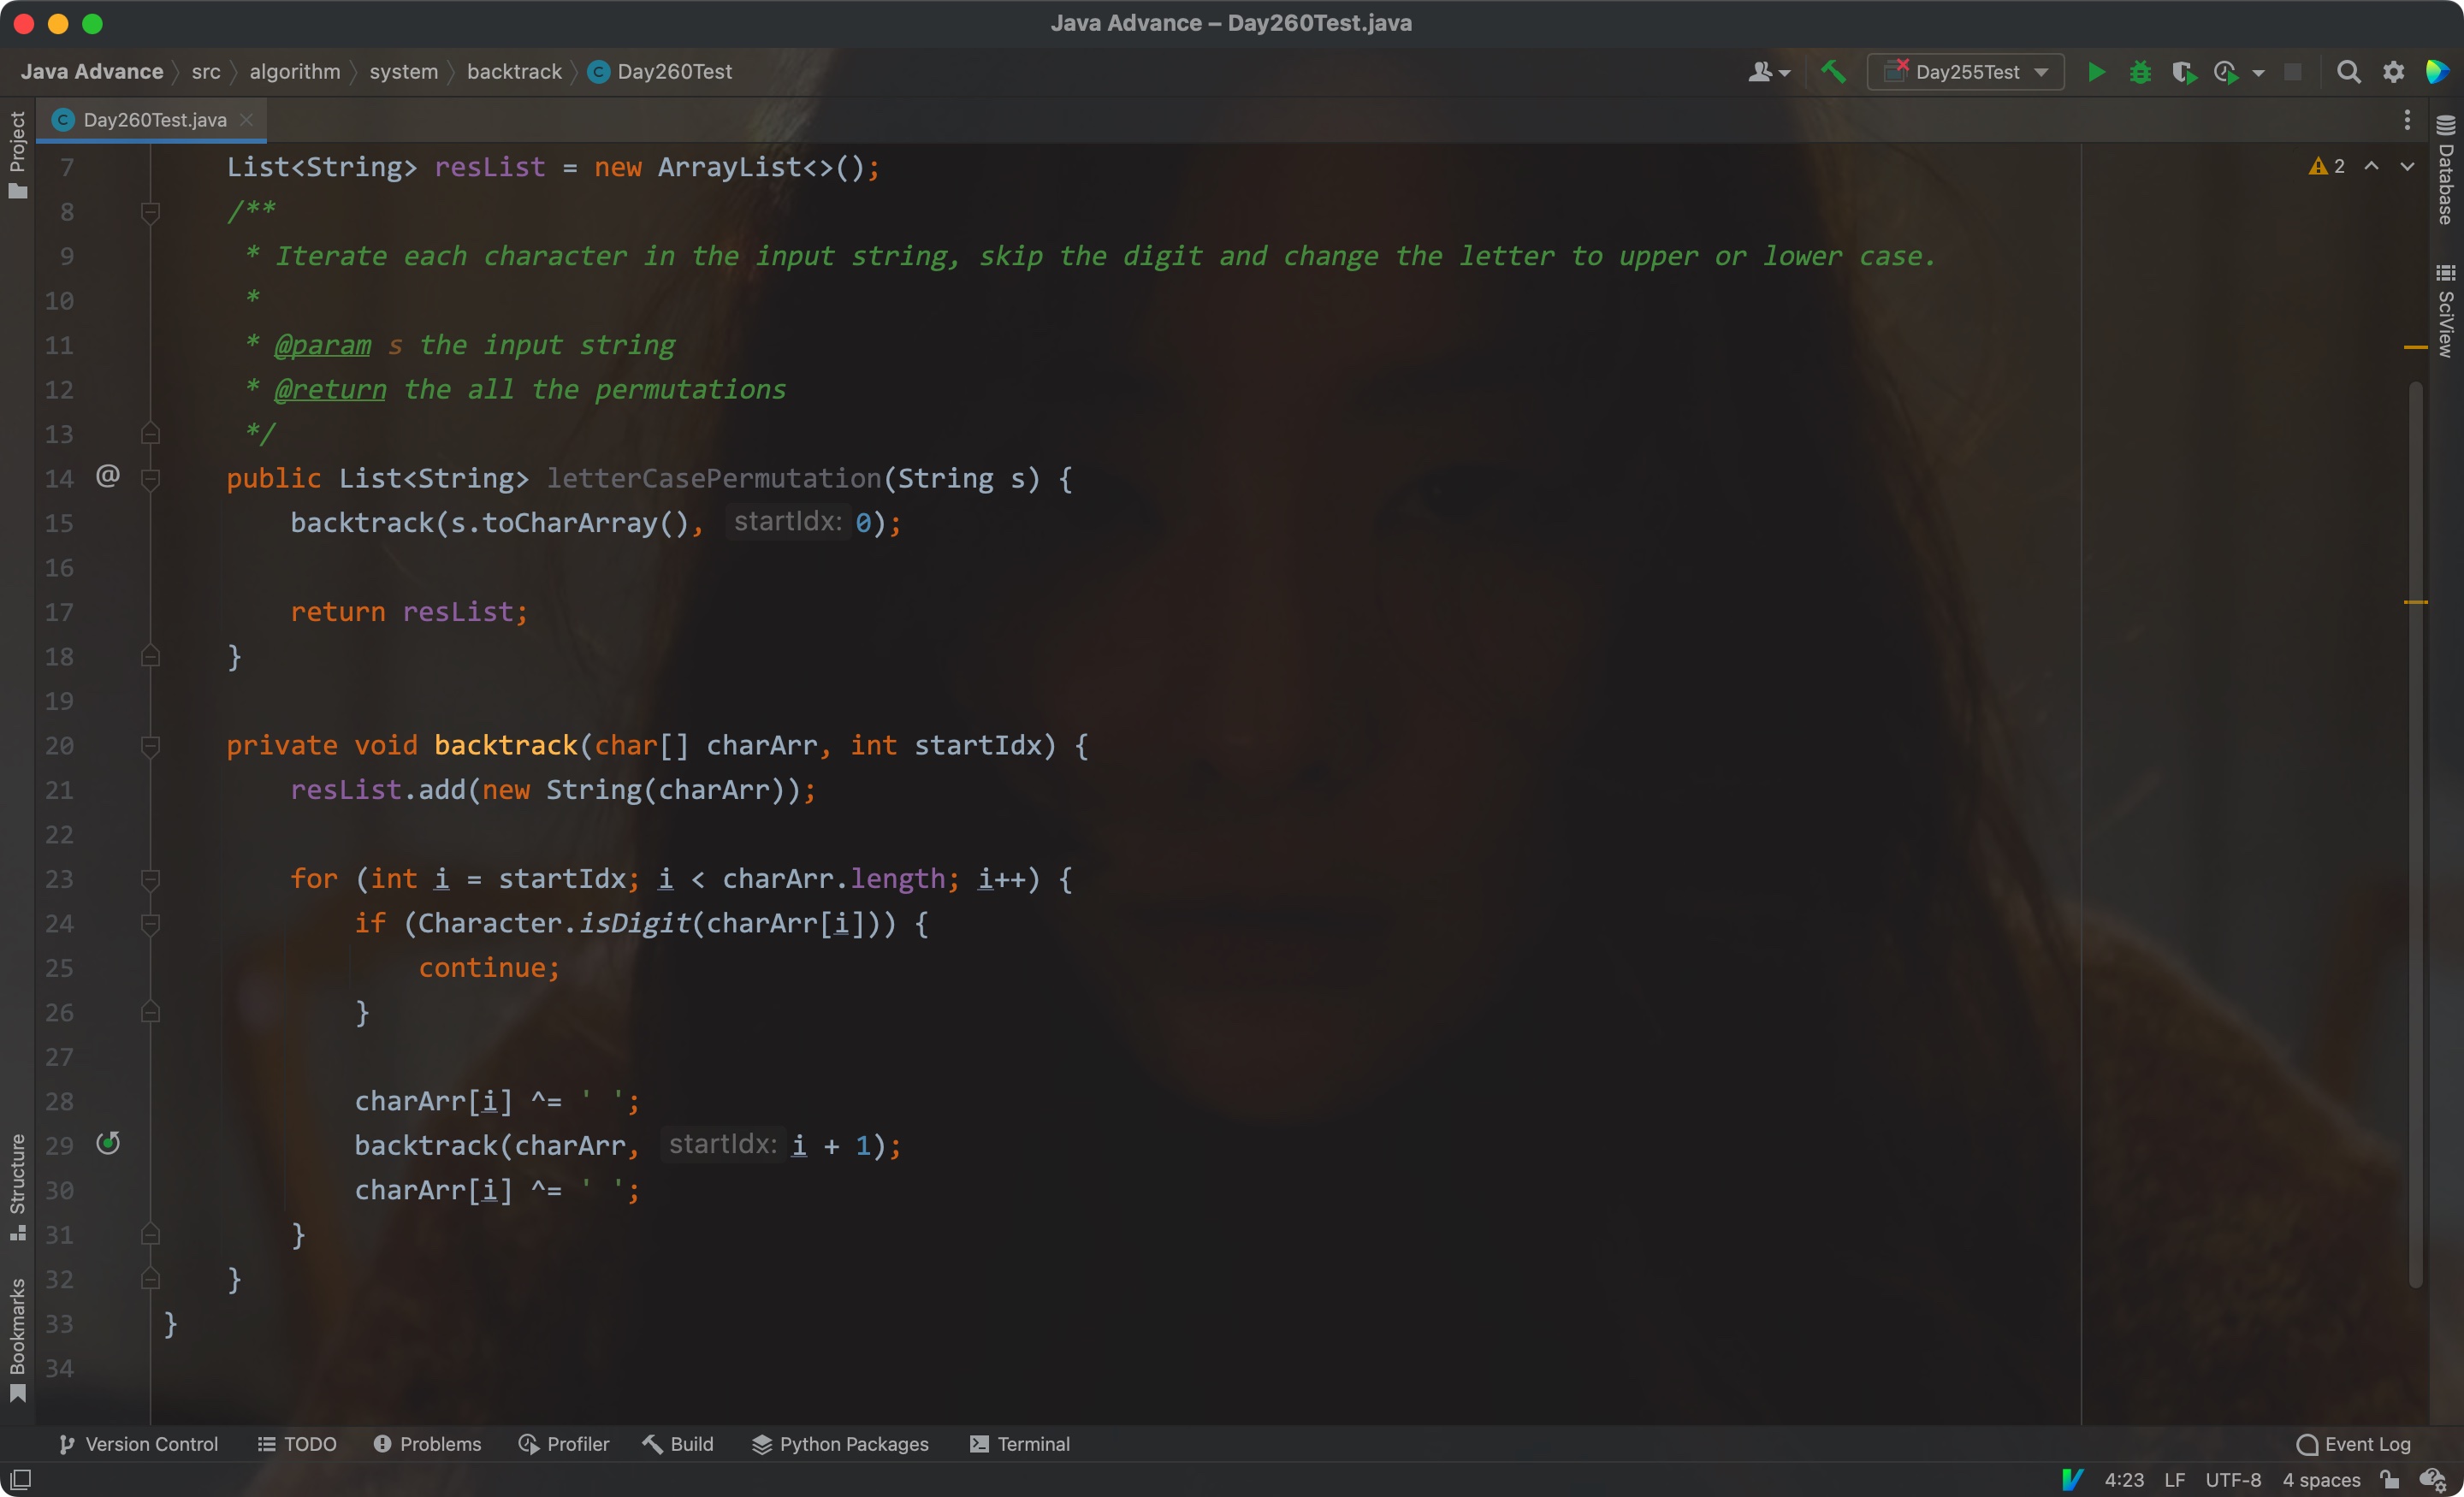 Java Advance – Day260Test.java
Java Advance src algorithm system backtrack C Day260Test Day255Test
Project
C Day260Test.java
Database
SciView
2
7 List<String> resList = new ArrayList<>();
8 /**
9 * Iterate each character in the input string, skip the digit and change the letter to upper or lower case.
10 *
11 * @param s the input string
12 * @return the all the permutations
13 */
14 @ public List<String> letterCasePermutation(String s) {
15 backtrack(s.toCharArray(), startIdx: 0);
16
17 return resList;
18 }
19
20 private void backtrack(char[] charArr, int startIdx) {
21 resList.add(new String(charArr));
22
23 for (int i = startIdx; i < charArr.length; i++) {
24 if (Character.isDigit(charArr[i])) {
25 continue;
26 }
27
28 charArr[i] ^= ' ';
29 backtrack(charArr, startIdx: i + 1);
30 charArr[i] ^= ' ';
31 }
32 }
33 }
34
Structure
Bookmarks
Version Control TODO Problems Profiler Build Python Packages Terminal Event Log
4:23 LF UTF-8 4 spaces